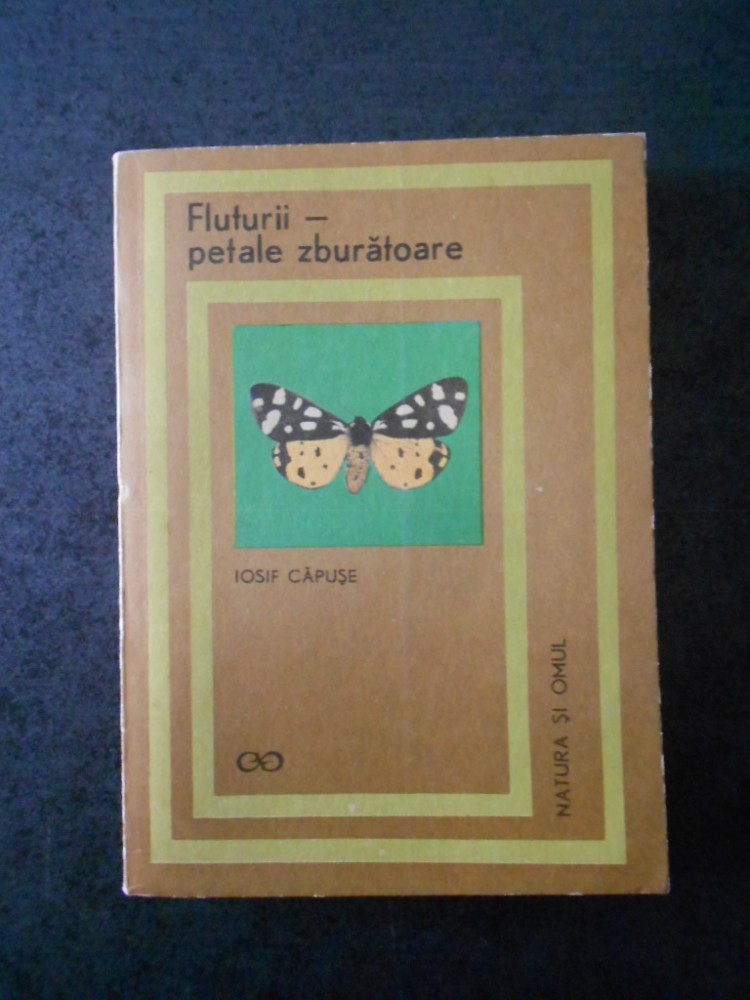 Fluturii –
petale zburătoare
IOSIF CĂPUȘE
NATURA ȘI OMUL